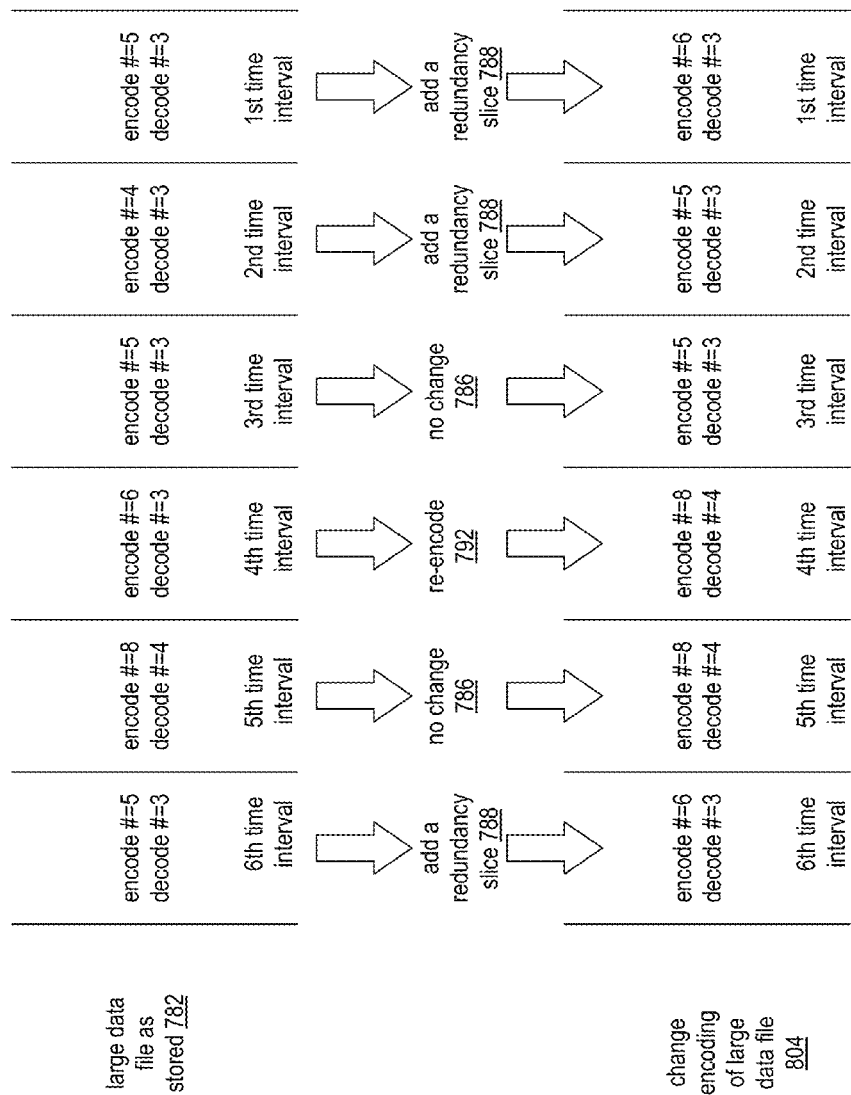 large data
file as
stored 782
encode #=5
decode #=3
6th time
interval
encode #=8
decode #=4
5th time
interval
encode #=6
decode #=3
4th time
interval
encode #=5
decode #=3
3rd time
interval
encode #=4
decode #=3
2nd time
interval
encode #=5
decode #=3
1st time
interval
add a
redundancy
slice 788
no change
786
re-encode
792
no change
786
add a
redundancy
slice 788
add a
redundancy
slice 788
change
encoding
of large
data file
804
encode #=6
decode #=3
6th time
interval
encode #=8
decode #=4
5th time
interval
encode #=8
decode #=4
4th time
interval
encode #=5
decode #=3
3rd time
interval
encode #=5
decode #=3
2nd time
interval
encode #=6
decode #=3
1st time
interval